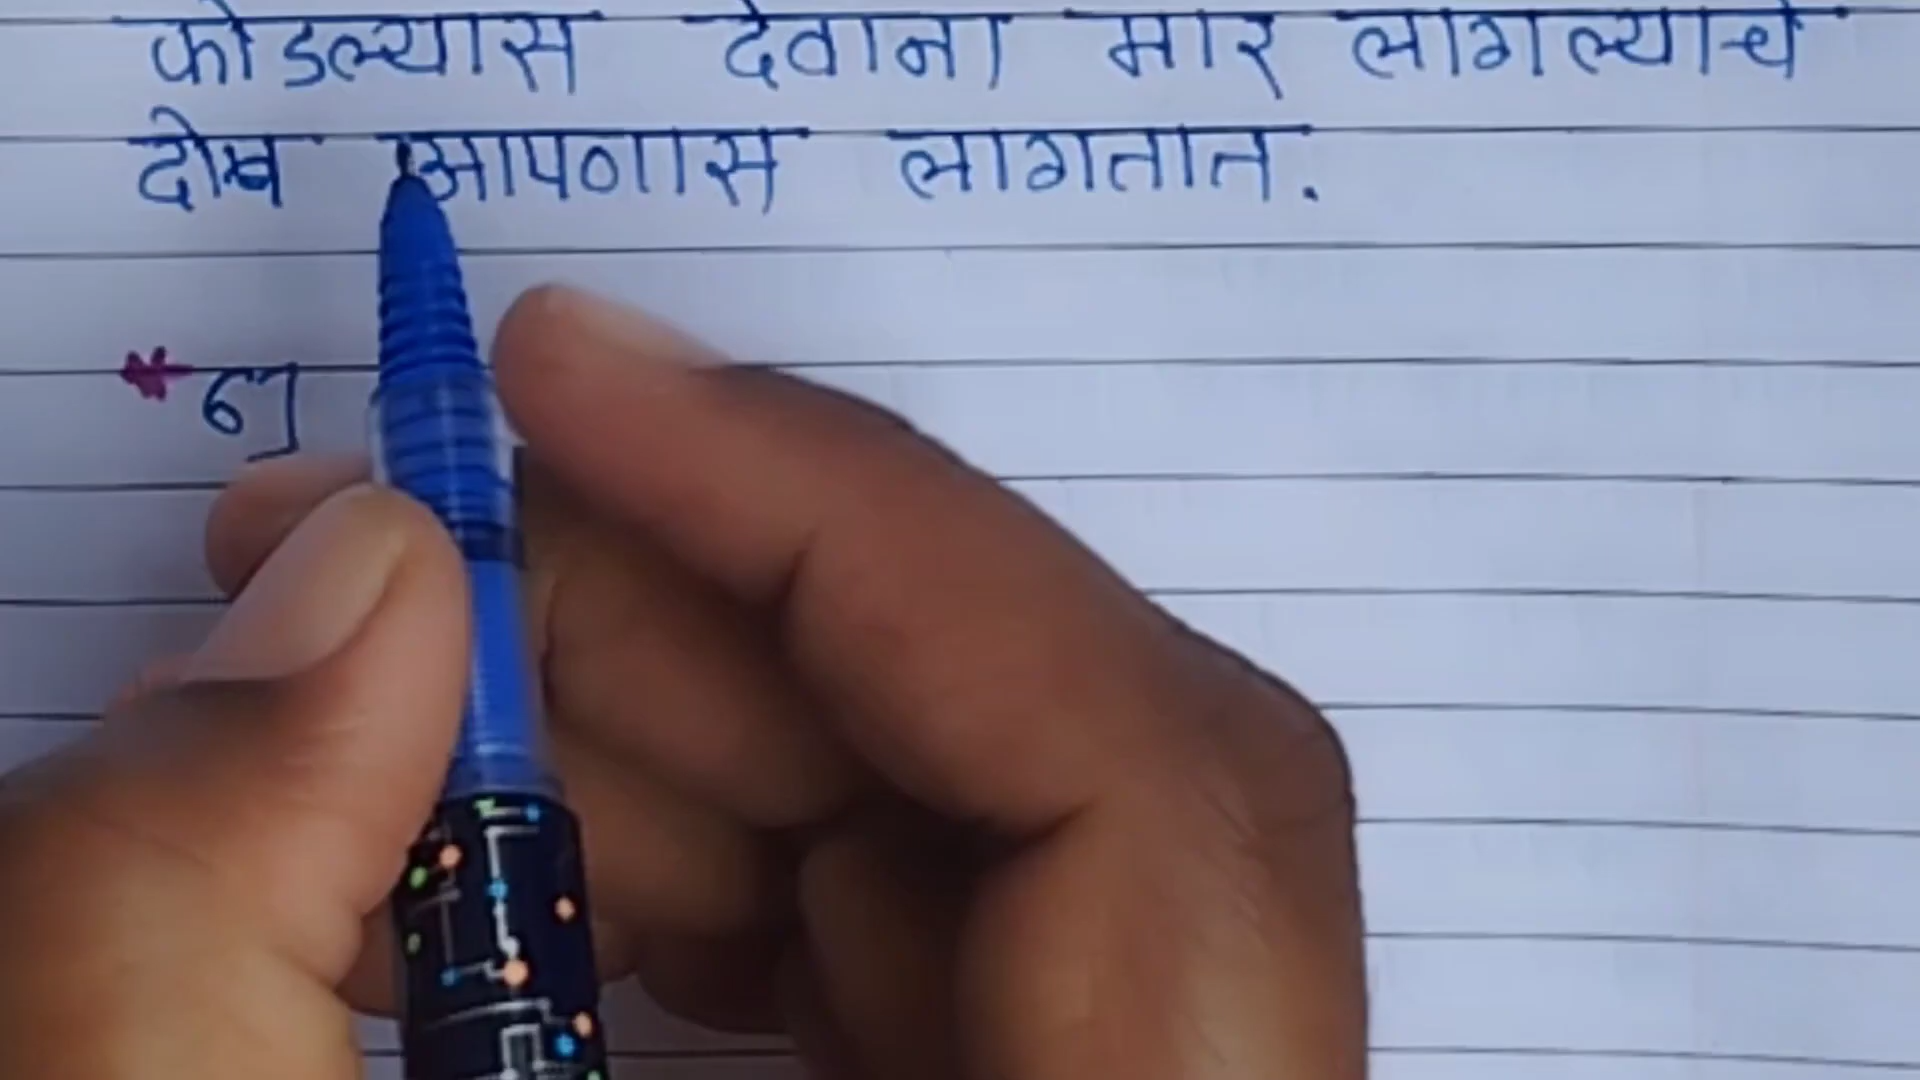 फोडल्यास देवांना मार लागल्याचे
दोष आपणास लागतात.
6]